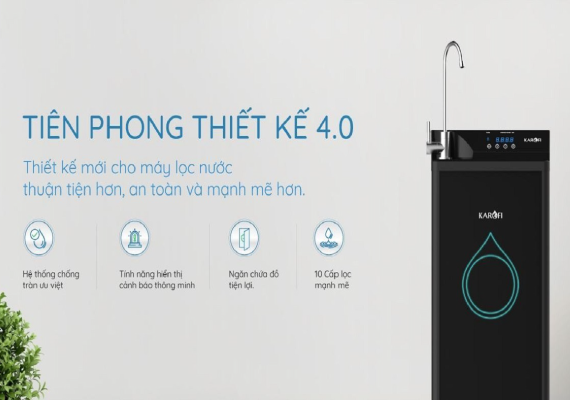 TIÊN PHONG THIẾT KẾ 4.0
Thiết kế mới cho máy lọc nước
thuận tiện hơn, an toàn và mạnh mẽ hơn.
Hệ thống chống
tràn ưu việt
Tính năng hiển thị
cảnh báo thông minh
Ngăn chứa đồ
tiện lợi.
10 Cấp lọc
mạnh mẽ
KAROFI
KAROFI